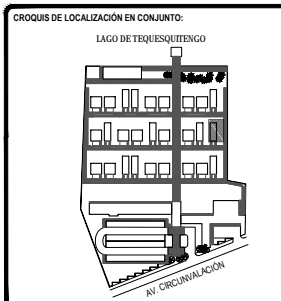 CROQUIS DE LOCALIZACIÓN EN CONJUNTO:
LAGO DE TEQUESQUITENGO
AV. CIRCUNVALACIÓN